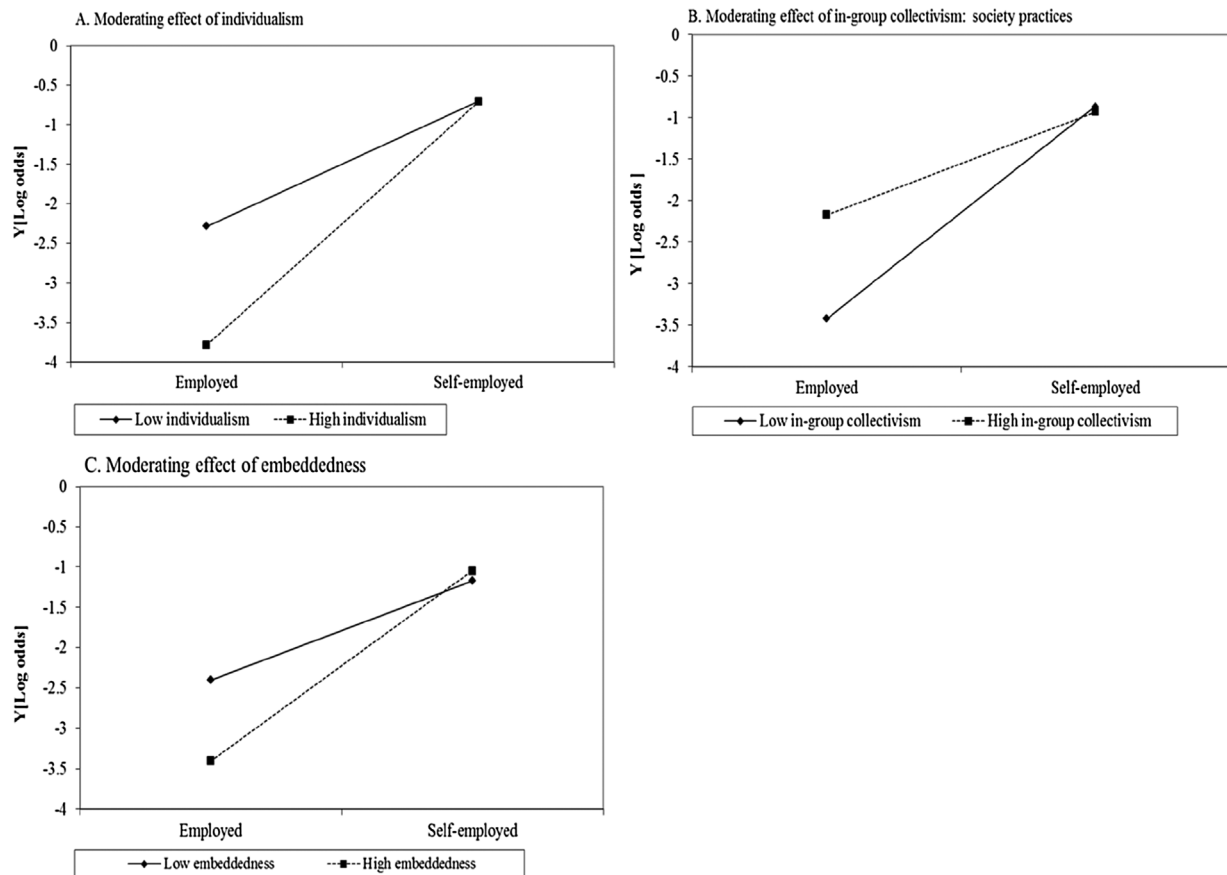 A. Moderating effect of individualism
0
-0.5
-1
-1.5
-2
-2.5
-3
-3.5
-4
Y[Log odds]
Employed Self-employed
Low individualism High individualism
B. Moderating effect of in-group collectivism: society practices
0
-0.5
-1
-1.5
-2
-2.5
-3
-3.5
-4
Y [Log odds ]
Employed Self-employed
Low in-group collectivism High in-group collectivism
C. Moderating effect of embeddedness
0
-0.5
-1
-1.5
-2
-2.5
-3
-3.5
-4
Y[Log odds]
Employed Self-employed
Low embeddedness High embeddedness